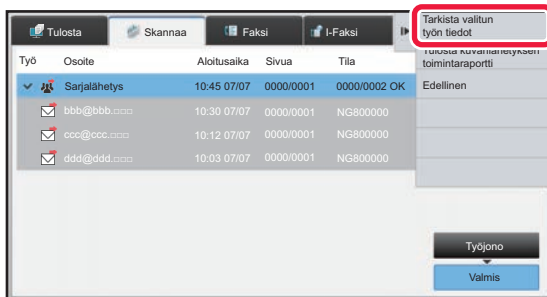 Tulosta Skannaa Faksi I-Faksi
Työ Osoite Aloitusaika Sivua Tila
Sarjalähetys 10:45 07/07 0000/0001 0000/0002 OK
bbb@bbb.□□□ 10:30 07/07 0000/0001 NG800000
ccc@ccc.□□□ 10:12 07/07 0000/0001 NG800000
ddd@ddd.□□□ 10:03 07/07 0000/0001 NG800000
Tarkista valitun
työn tiedot
Tulosta kuvanlähetyksen
toimintaraportti
Edellinen
Työjono
Valmis